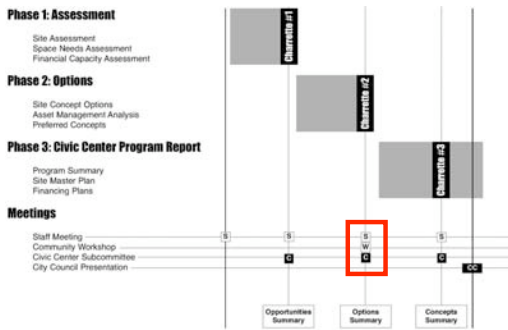 Phase 1: Assessment
Charrette #1
Site Assessment
Space Needs Assessment
Financial Capacity Assessment
Phase 2: Options
Charrette #2
Site Concept Options
Asset Management Analysis
Preferred Concepts
Phase 3: Civic Center Program Report
Charrette #3
Program Summary
Site Master Plan
Financing Plans
Meetings
Staff Meeting S S S S
Community Workshop W
Civic Center Subcommittee C C C
City Council Presentation CC
Opportunities Summary
Options Summary
Concepts Summary